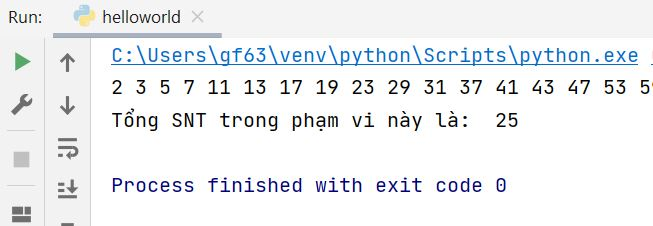 Run: helloworld
C:\Users\gf63\venv\python\Scripts\python.exe
2 3 5 7 11 13 17 19 23 29 31 37 41 43 47 53
Tổng SNT trong phạm vi này là: 25
Process finished with exit code 0